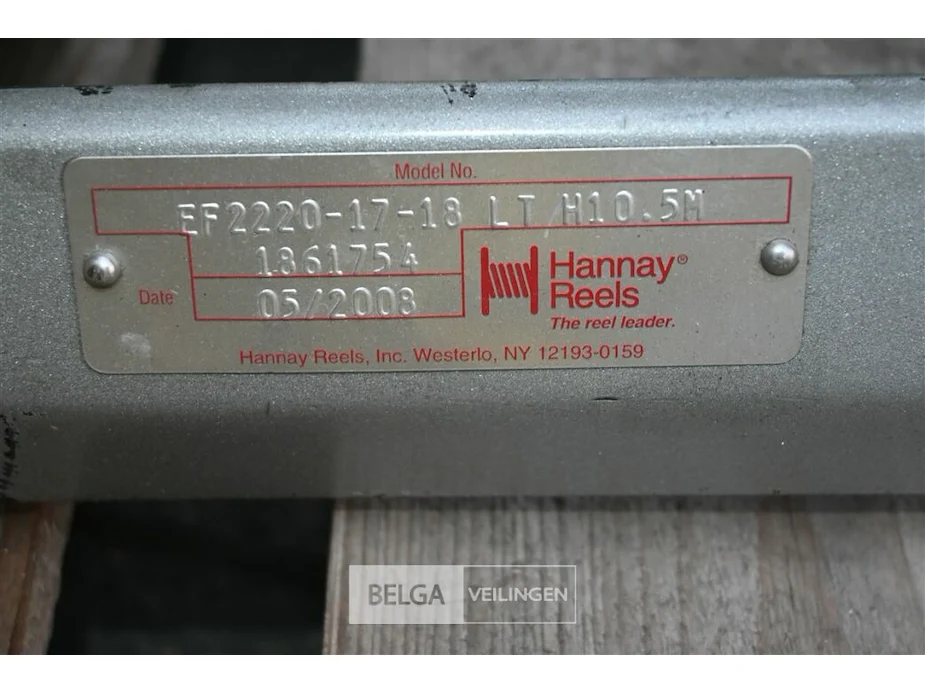 Model No.
EF2220-17-18 LT H10.5M
1861754
Date 05/2008
Hannay® Reels
The reel leader.
Hannay Reels, Inc. Westerlo, NY 12193-0159
BELGA VEILINGEN